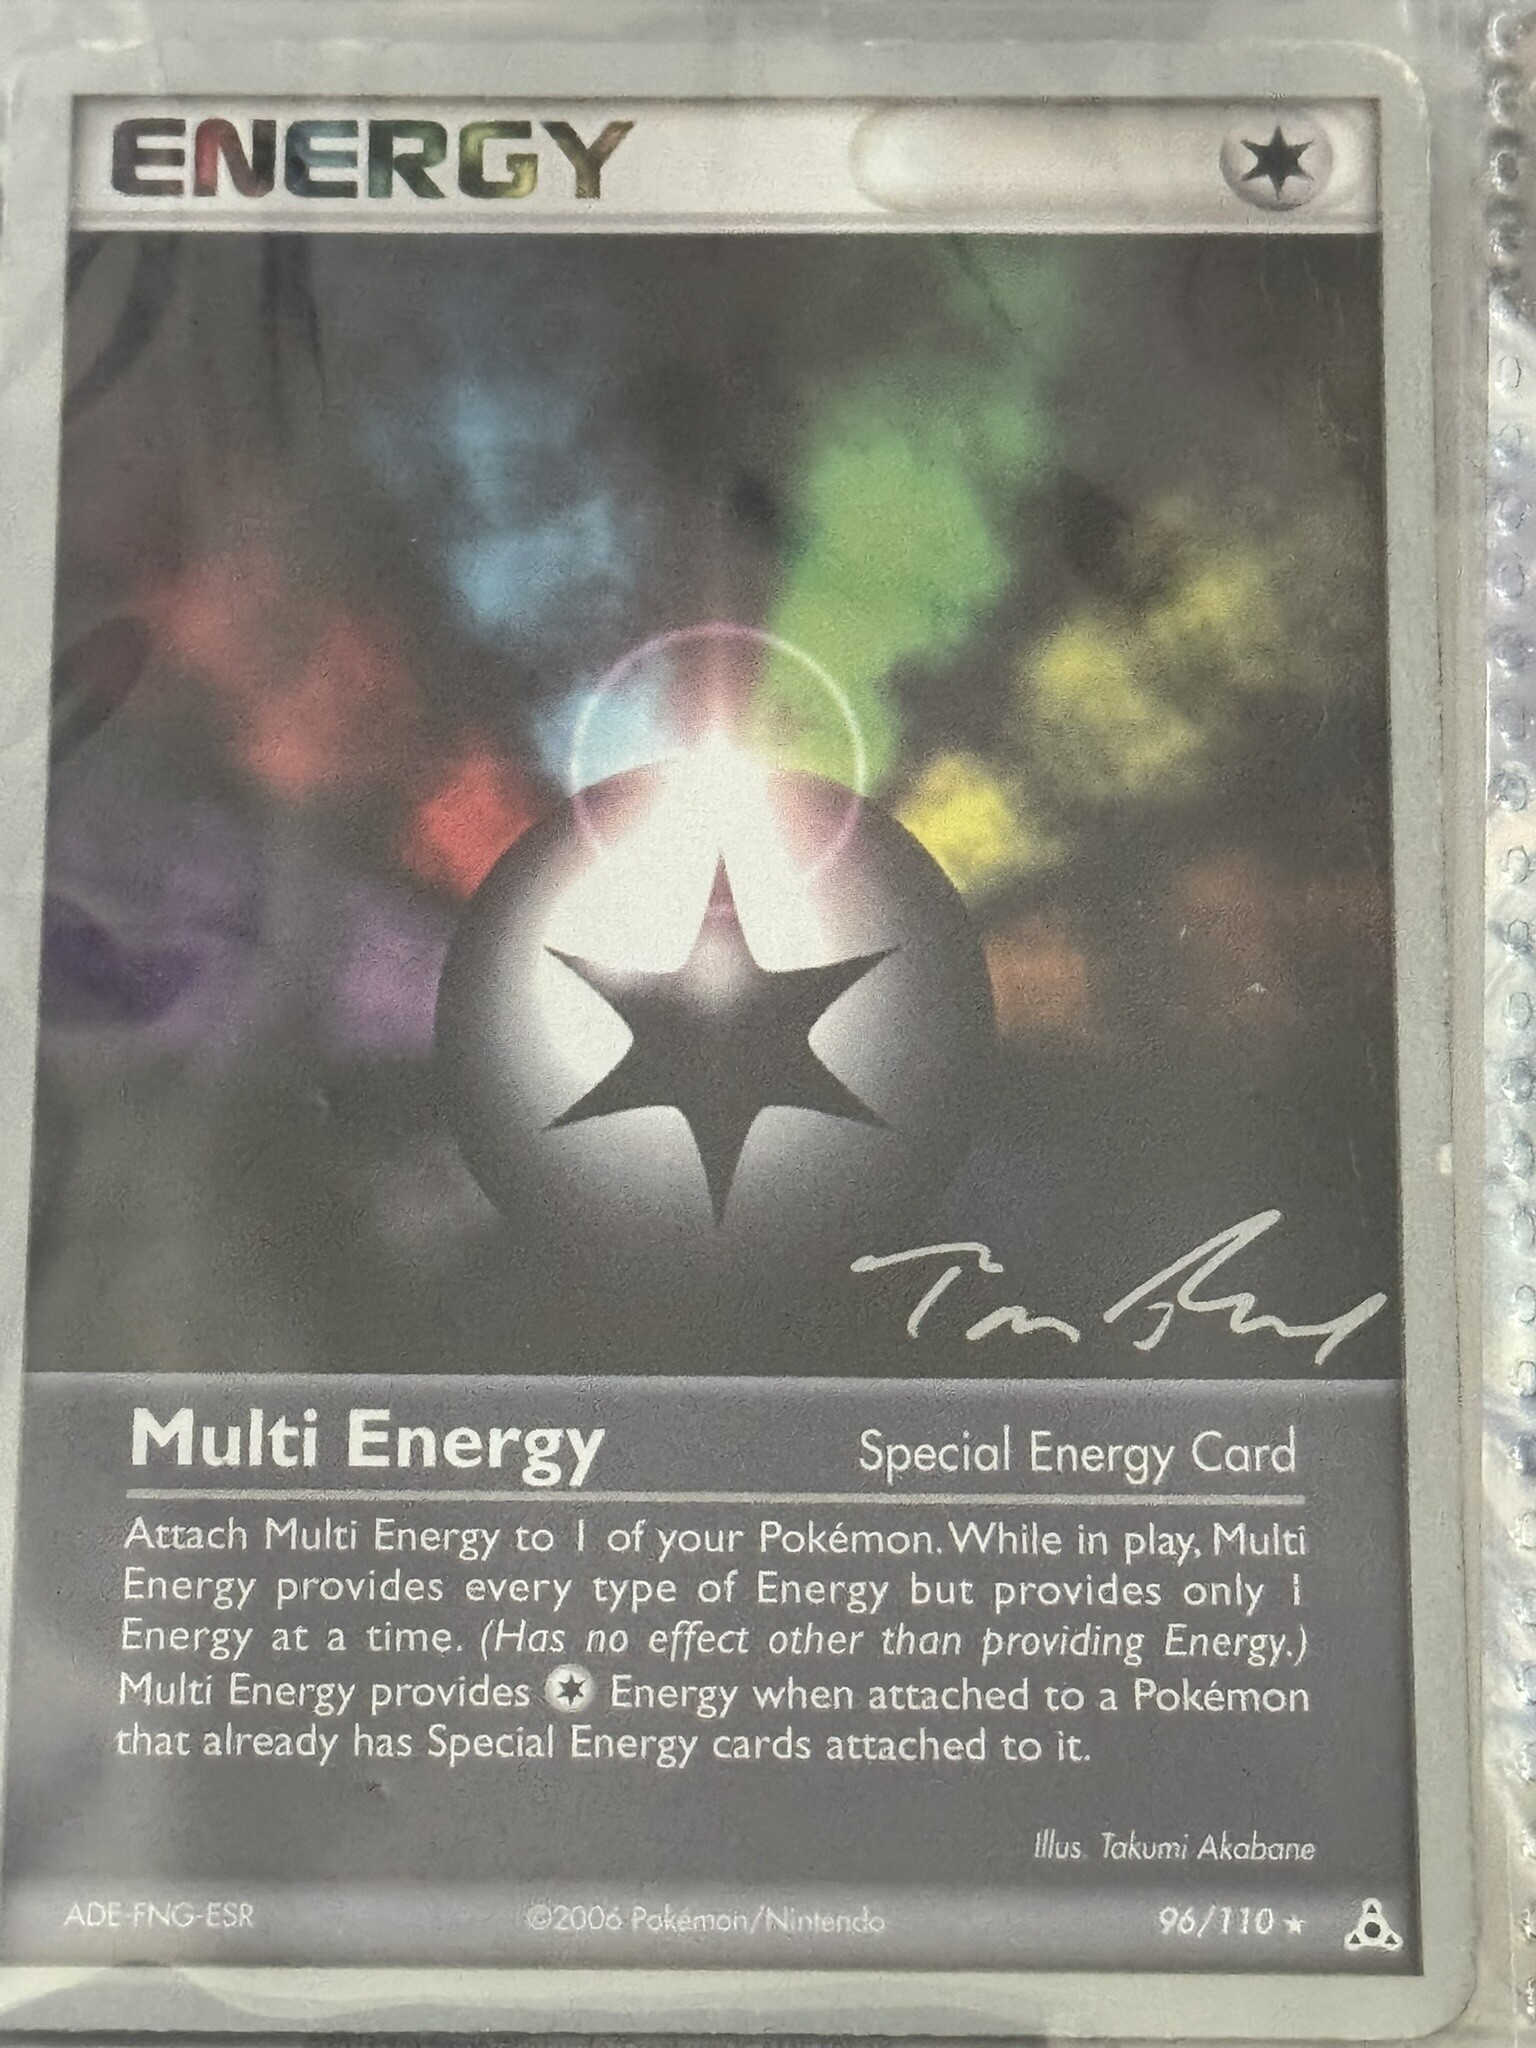 ENERGY
Multi Energy Special Energy Card
Attach Multi Energy to 1 of your Pokémon. While in play, Multi
Energy provides every type of Energy but provides only 1
Energy at a time. (Has no effect other than providing Energy.)
Multi Energy provides Energy when attached to a Pokémon
that already has Special Energy cards attached to it.
Illus. Takumi Akabane
ADE-FNG-ESR ©2006 Pokémon/Nintendo 96/110 ★